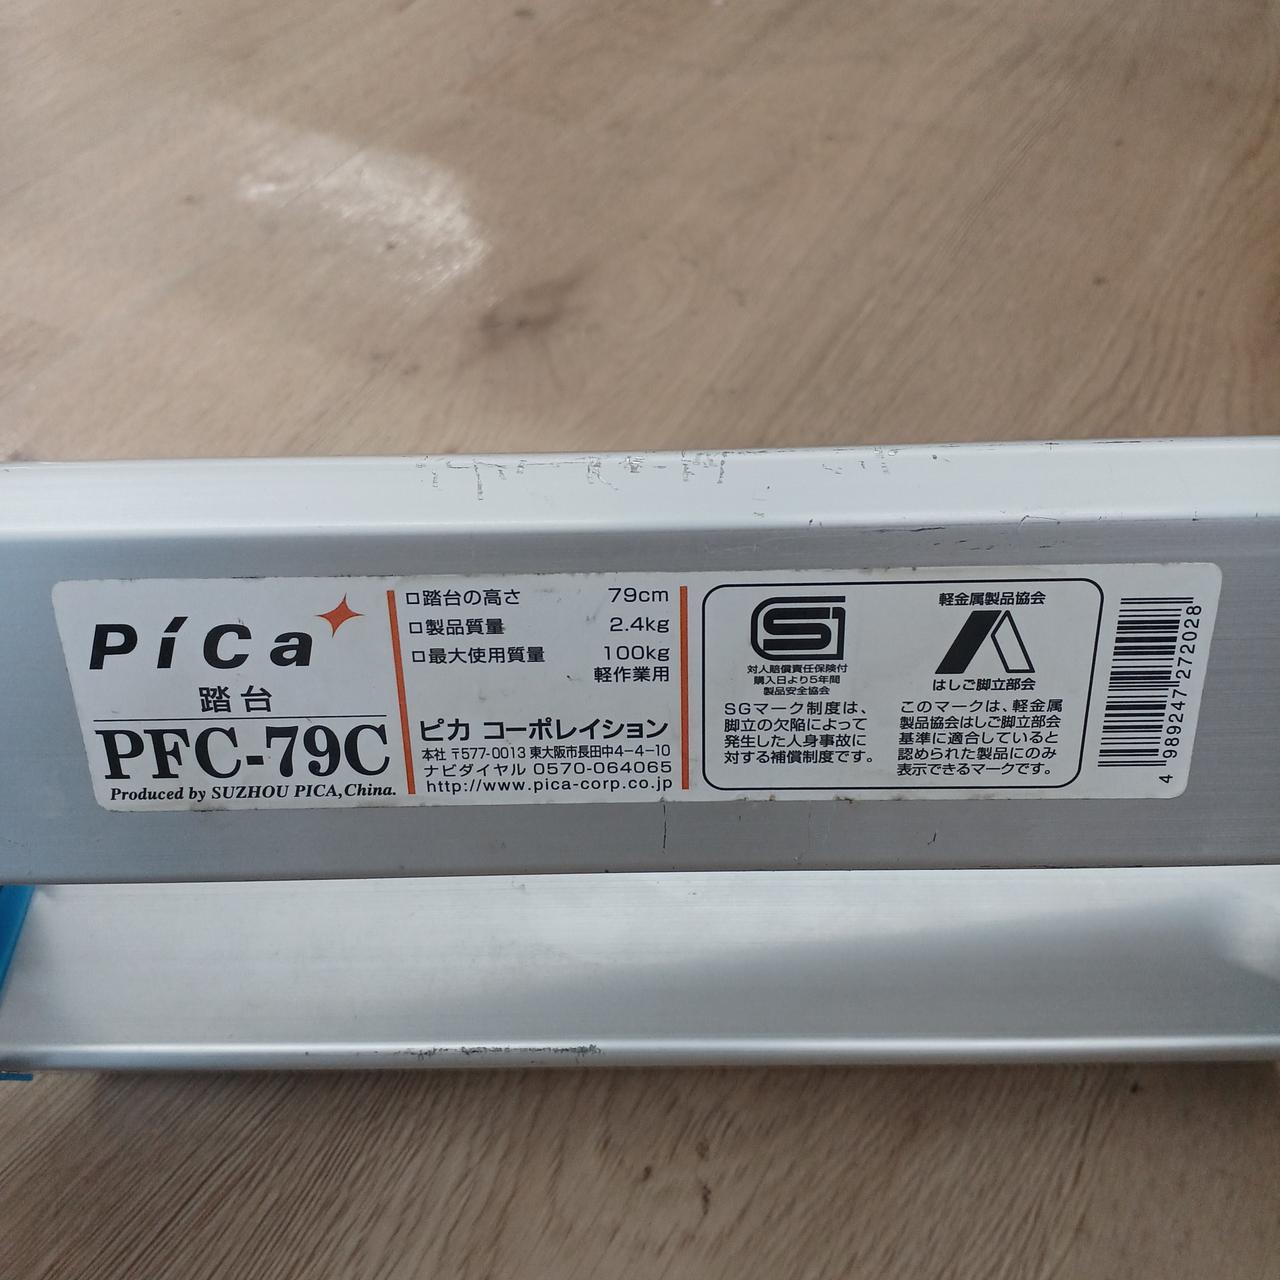 Pica
踏台
PFC-79C
Produced by SUZHOU PICA,China.
□踏台の高さ 79cm
□製品質量 2.4kg
□最大使用質量 100kg
軽作業用
ピカ コーポレイション
本社 〒577-0013 東大阪市長田中4-4-10
ナビダイヤル 0570-064065
http://www.pica-corp.co.jp
対人賠償責任保険付
購入日より5年間
製品安全協会
SGマーク制度は、
脚立の欠陥によって
発生した人身事故に
対する補償制度です。
軽金属製品協会
はしご脚立部会
このマークは、軽金属
製品協会はしご脚立部会
基準に適合していると
認められた製品にのみ
表示できるマークです。
4 989247 272028